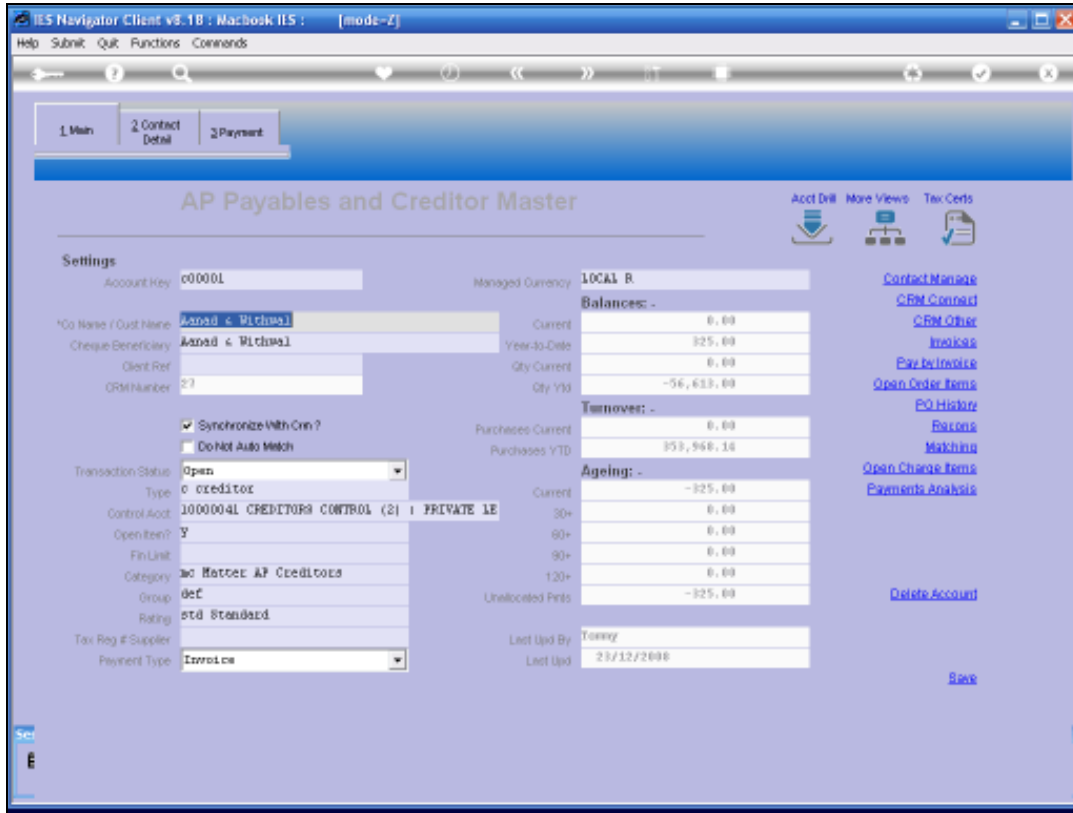 IES Navigator Client v8.18 : Macbook IES : [mode-Z]
Help Submit Quit Functions Commands
1 Main
2 Contact Detail
3 Payment
AP Payables and Creditor Master
Acct Drill More Views Tax Certs
Settings
Account Key c00001 Managed Currency LOCAL R Contact Manage
Balances: - CRM Connect
*Co Name / Cust Name Aanad & Withwal Current 0.00 CRM Other
Cheque Beneficiary Aanad & Withwal Year-to-Date 325.00 Invoices
Client Ref Qty Current 0.00 Pay by Invoice
CRM Number 27 Qty Ytd -56,613.00 Open Order Items
Turnover: - PO History
Synchronize With Crm ? Purchases Current 0.00 Recons
Do Not Auto Match Purchases YTD 353,968.14 Matching
Transaction Status Open Ageing: - Open Charge Items
Type c creditor Current -325.00 Payments Analysis
Control Acct 10000041 CREDITORS CONTROL (2) : PRIVATE LE 30+ 0.00
Open Item? Y 60+ 0.00
Fin Limit 90+ 0.00
Category mc Matter AP Creditors 120+ 0.00
Group def Unallocated Pmts -325.00 Delete Account
Rating std Standard
Tax Reg # Supplier Last Upd By Tommy
Payment Type Invoice Last Upd 23/12/2008
Save